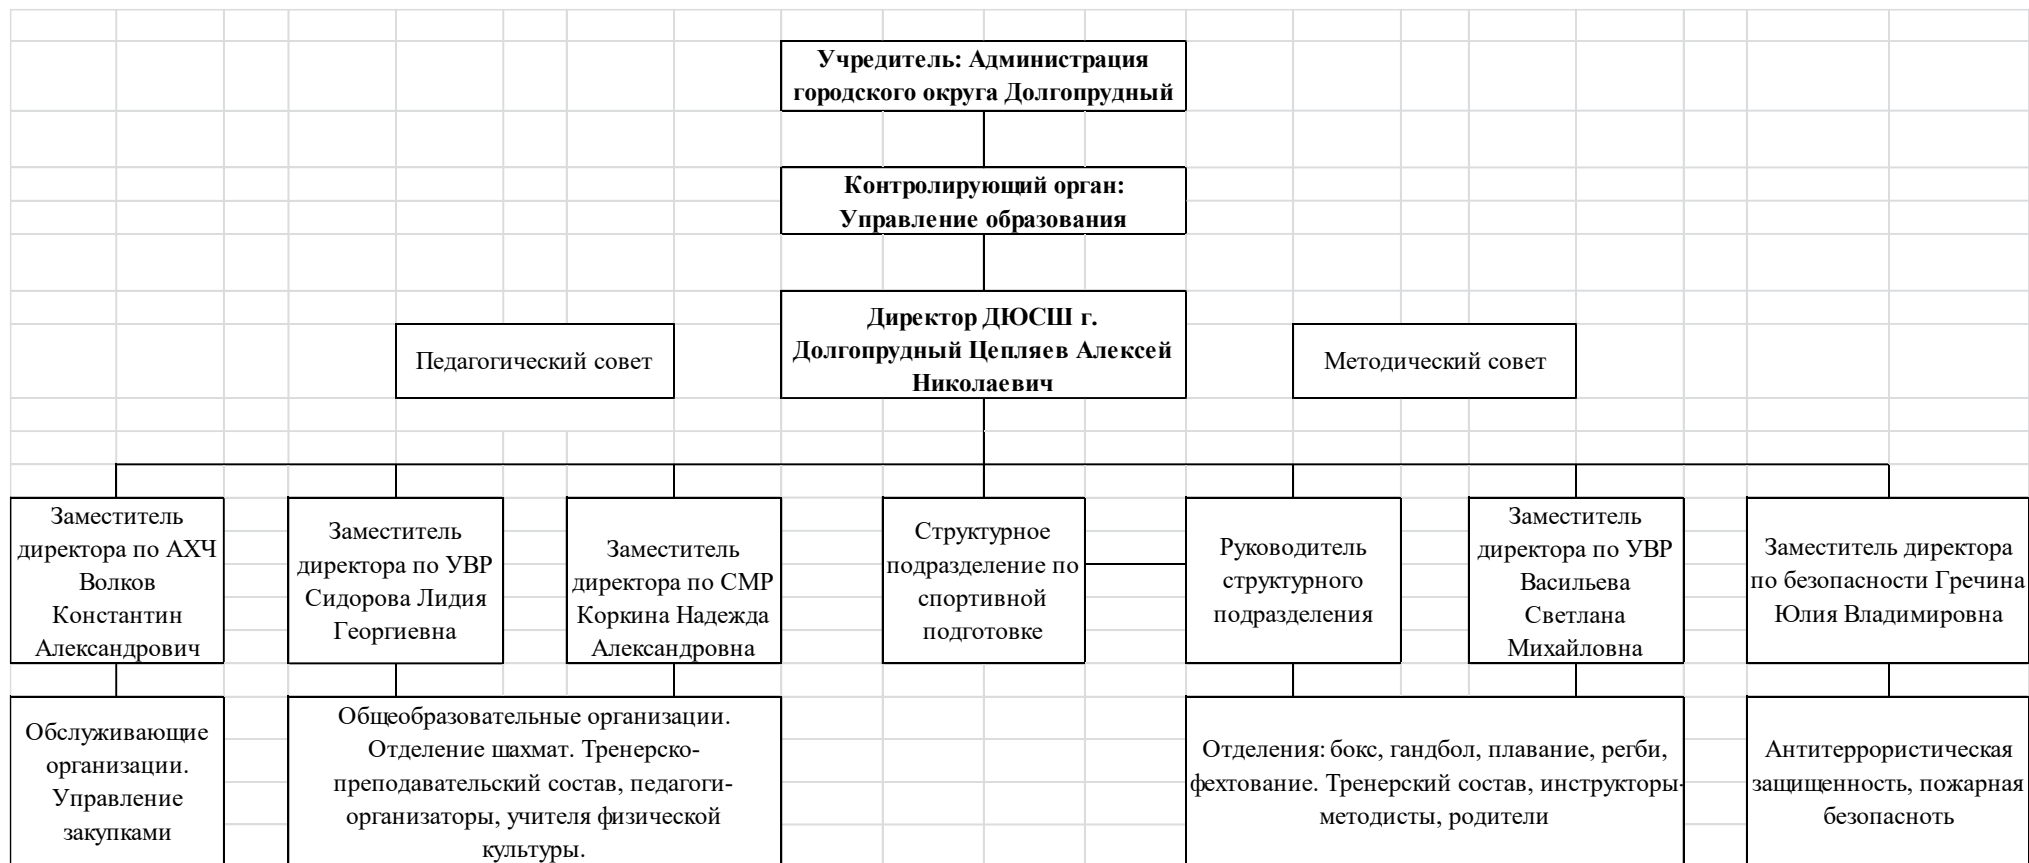 Учредитель: Администрация
городского округа Долгопрудный
Контролирующий орган:
Управление образования
Директор ДЮСШ г.
Долгопрудный Цепляев Алексей
Николаевич
Педагогический совет
Методический совет
Заместитель
директора по АХЧ
Волков
Константин
Александрович
Заместитель
директора по УВР
Сидорова Лидия
Георгиевна
Заместитель
директора по СМР
Коркина Надежда
Александровна
Структурное
подразделение по
спортивной
подготовке
Руководитель
структурного
подразделения
Заместитель
директора по УВР
Васильева
Светлана
Михайловна
Заместитель директора
по безопасности Гречина
Юлия Владимировна
Обслуживающие
организации.
Управление
закупками
Общеобразовательные организации.
Отделение шахмат. Тренерско-
преподавательский состав, педагоги-
организаторы, учителя физической
культуры.
Отделения: бокс, гандбол, плавание, регби,
фехтование. Тренерский состав, инструкторы-
методисты, родители
Антитеррористическая
защищенность, пожарная
безопасноть